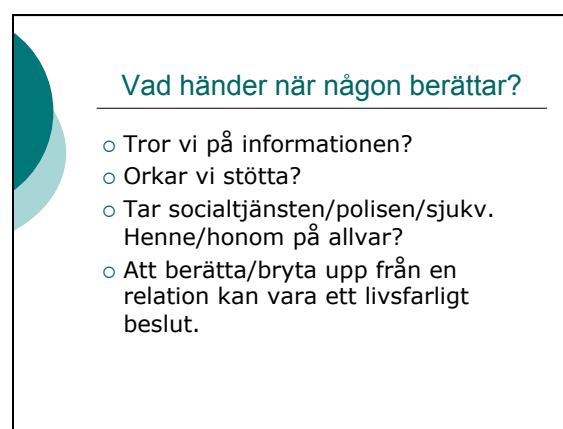 Vad händer när någon berättar?
Tror vi på informationen?
Orkar vi stötta?
Tar socialtjänsten/polisen/sjukv.
Henne/honom på allvar?
Att berätta/bryta upp från en
relation kan vara ett livsfarligt
beslut.